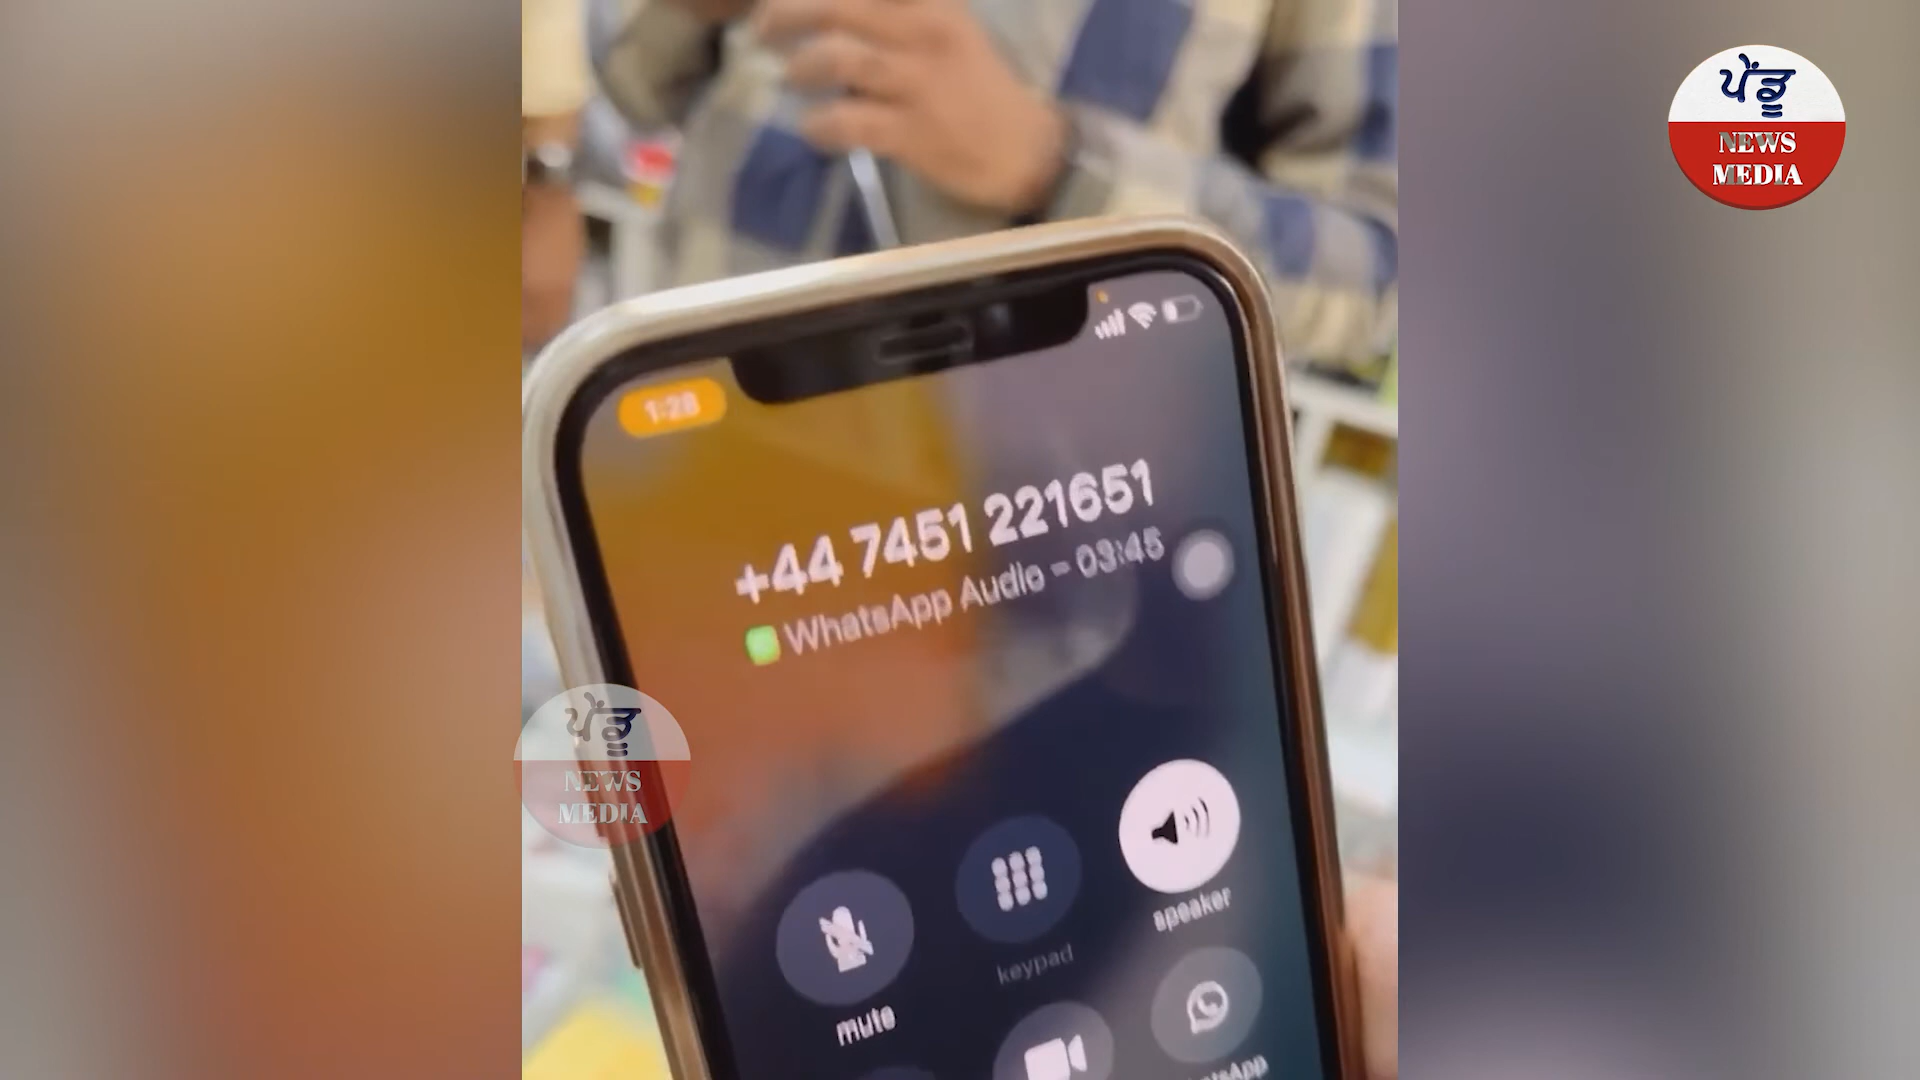 ਪੇਂਡੂ
NEWS
MEDIA
1:28
+44 7451 221651
WhatsApp Audio - 03:45
ਪੇਂਡੂ
NEWS
MEDIA
speaker
keypad
mute